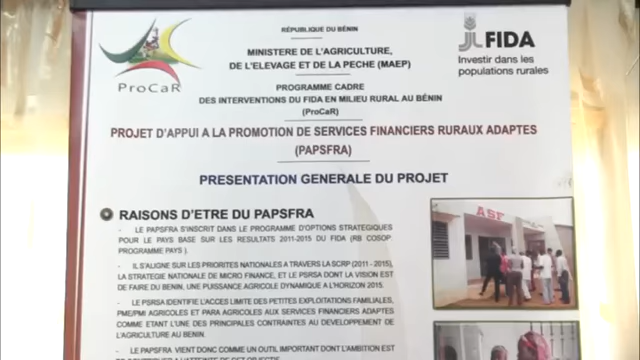 RÉPUBLIQUE DU BÉNIN
MINISTERE DE L'AGRICULTURE,
DE L'ELEVAGE ET DE LA PECHE (MAEP)
PROGRAMME CADRE
DES INTERVENTIONS DU FIDA EN MILIEU RURAL AU BÉNIN
(ProCaR)
ProCaR
FIDA
Investir dans les
populations rurales
PROJET D'APPUI A LA PROMOTION DE SERVICES FINANCIERS RURAUX ADAPTES
(PAPSFRA)
PRESENTATION GENERALE DU PROJET
RAISONS D'ETRE DU PAPSFRA
- LE PAPSFRA S'INSCRIT DANS LE PROGRAMME D'OPTIONS STRATEGIQUES
POUR LE PAYS BASE SUR LES RESULTATS 2011-2015 DU FIDA (RB COSOP
PROGRAMME PAYS ).
- IL S'ALIGNE SUR LES PRIORITES NATIONALES A TRAVERS LA SCRP (2011 - 2015),
LA STRATEGIE NATIONALE DE MICRO FINANCE, ET LE PSRSA DONT LA VISION EST
DE FAIRE DU BENIN, UNE PUISSANCE AGRICOLE DYNAMIQUE A L'HORIZON 2015.
- LE PSRSA IDENTIFIE L'ACCES LIMITE DES PETITES EXPLOITATIONS FAMILIALES,
PME/PMI AGRICOLES ET PARA AGRICOLES AUX SERVICES FINANCIERS ADAPTES
COMME ETANT L'UNE DES PRINCIPALES CONTRAINTES AU DEVELOPPEMENT DE
L'AGRICULTURE AU BENIN.
- LE PAPSFRA VIENT DONC COMME UN OUTIL IMPORTANT DONT L'AMBITION EST
ASF